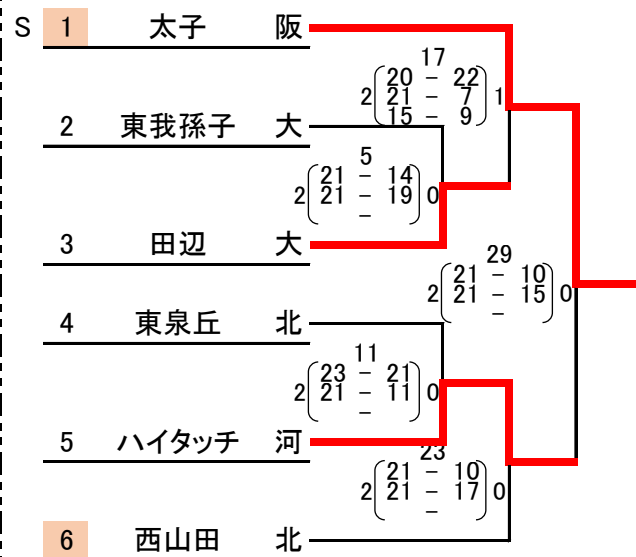 S 1 太子 阪
17
20 - 22
2 21 - 7 1
15 - 9
2 東我孫子 大
5
21 - 14
2 21 - 19 0
-
3 田辺 大
29
21 - 10
2 21 - 15 0
-
4 東泉丘 北
11
23 - 21
2 21 - 11 0
-
5 ハイタッチ 河
23
21 - 10
2 21 - 17 0
-
6 西山田 北